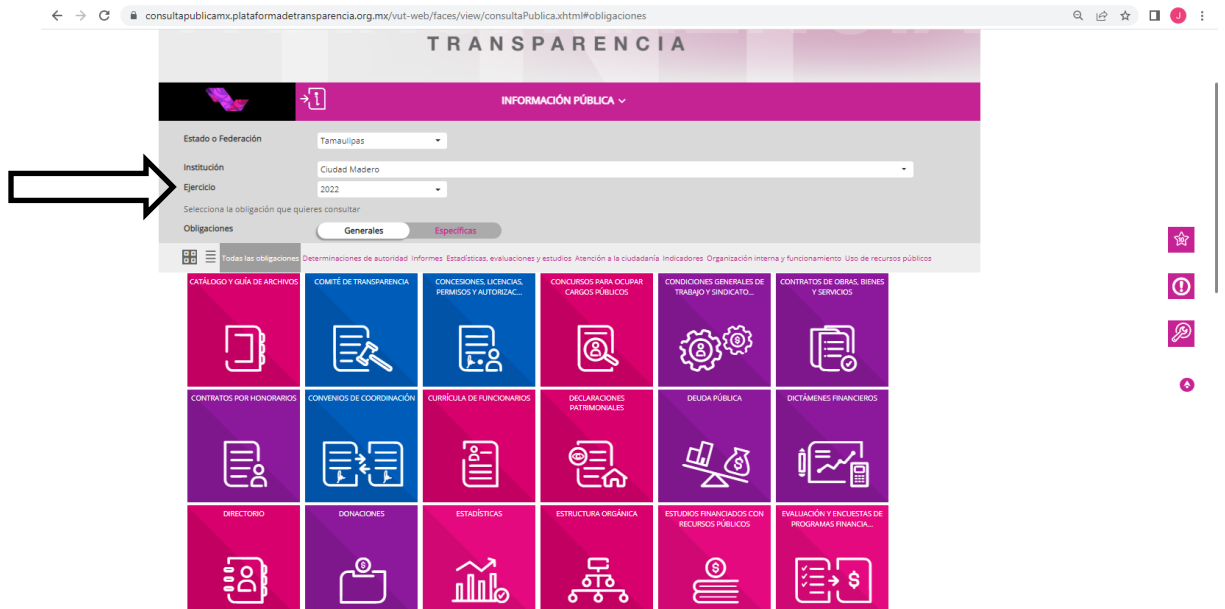 consultapublicamx.plataformadetransparencia.org.mx/vut-web/faces/view/consultaPublica.xhtml#obligaciones
J
TRANSPARENCIA
INFORMACIÓN PÚBLICA
Estado o Federación
Tamaulipas
Institución
Ciudad Madero
Ejercicio
2022
Selecciona la obligación que quieres consultar
Obligaciones
Generales
Específicas
Todas las obligaciones Determinaciones de autoridad Informes Estadísticas, evaluaciones y estudios Atención a la ciudadanía Indicadores Organización interna y funcionamiento Uso de recursos públicos
CATÁLOGO Y GUÍA DE ARCHIVOS
COMITÉ DE TRANSPARENCIA
CONCESIONES, LICENCIAS,
PERMISOS Y AUTORIZAC...
CONCURSOS PARA OCUPAR
CARGOS PÚBLICOS
CONDICIONES GENERALES DE
TRABAJO Y SINDICATO...
CONTRATOS DE OBRAS, BIENES
Y SERVICIOS
CONTRATOS POR HONORARIOS
CONVENIOS DE COORDINACIÓN
CURRÍCULA DE FUNCIONARIOS
DECLARACIONES
PATRIMONIALES
DEUDA PÚBLICA
DICTÁMENES FINANCIEROS
DIRECTORIO
DONACIONES
ESTADÍSTICAS
ESTRUCTURA ORGÁNICA
ESTUDIOS FINANCIADOS CON
RECURSOS PÚBLICOS
EVALUACIÓN Y ENCUESTAS DE
PROGRAMAS FINANCIA...